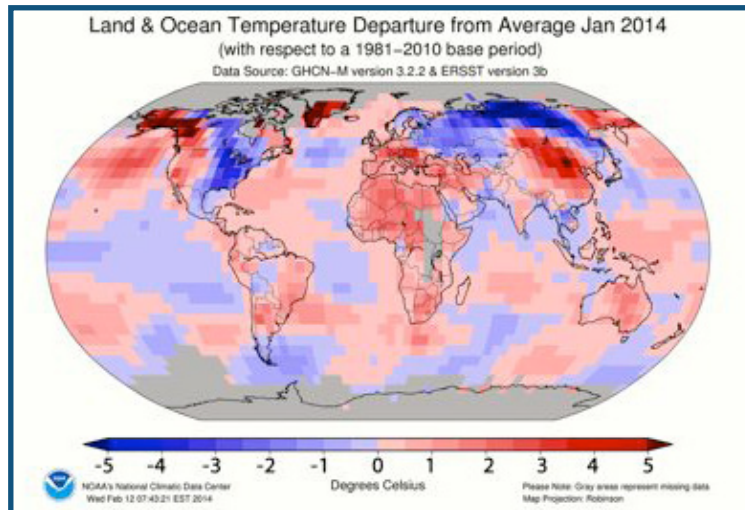 Land & Ocean Temperature Departure from Average Jan 2014
(with respect to a 1981–2010 base period)
Data Source: GHCN–M version 3.2.2 & ERSST version 3b
-5 -4 -3 -2 -1 0 1 2 3 4 5
Degrees Celsius
NOAA's National Climatic Data Center
Wed Feb 12 07:43:21 EST 2014
Please Note: Gray areas represent missing data
Map Projection: Robinson